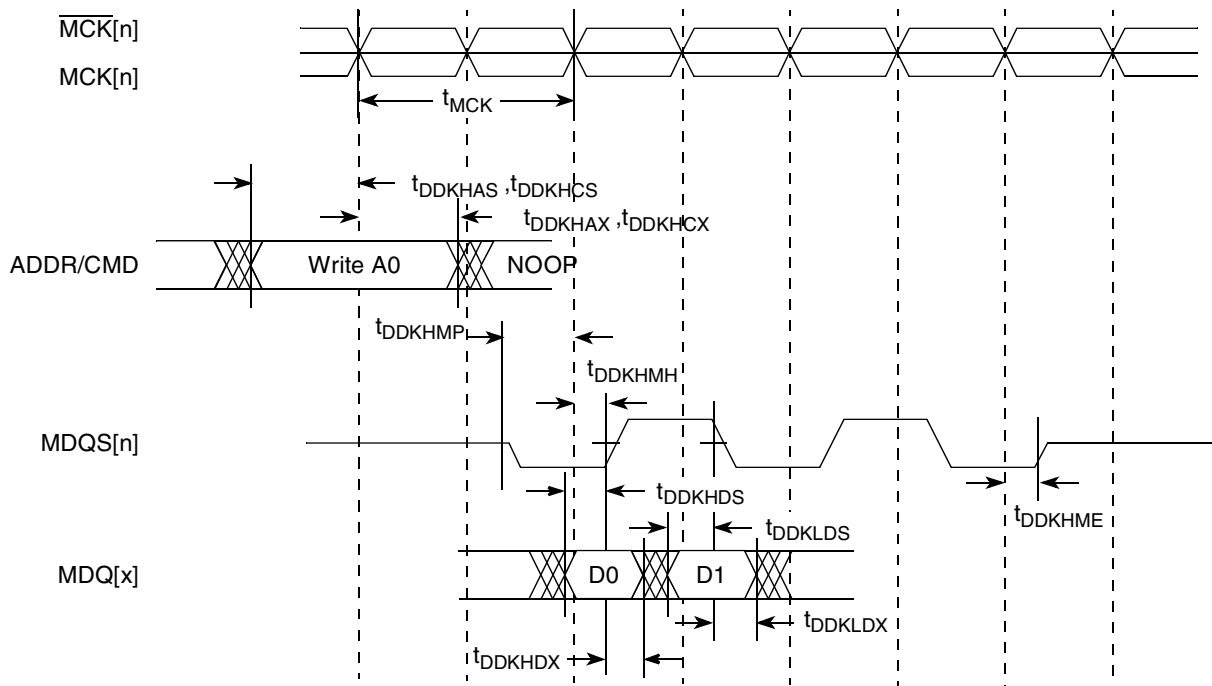 MCK[n]
MCK[n]
tMCK
tDDKHAS ,tDDKHCS
tDDKHAX ,tDDKHCX
ADDR/CMD
Write A0
NOOP
tDDKHMP
tDDKHMH
MDQS[n]
tDDKHDS
tDDKHME
tDDKLDS
MDQ[x]
D0
D1
tDDKLDX
tDDKHDX